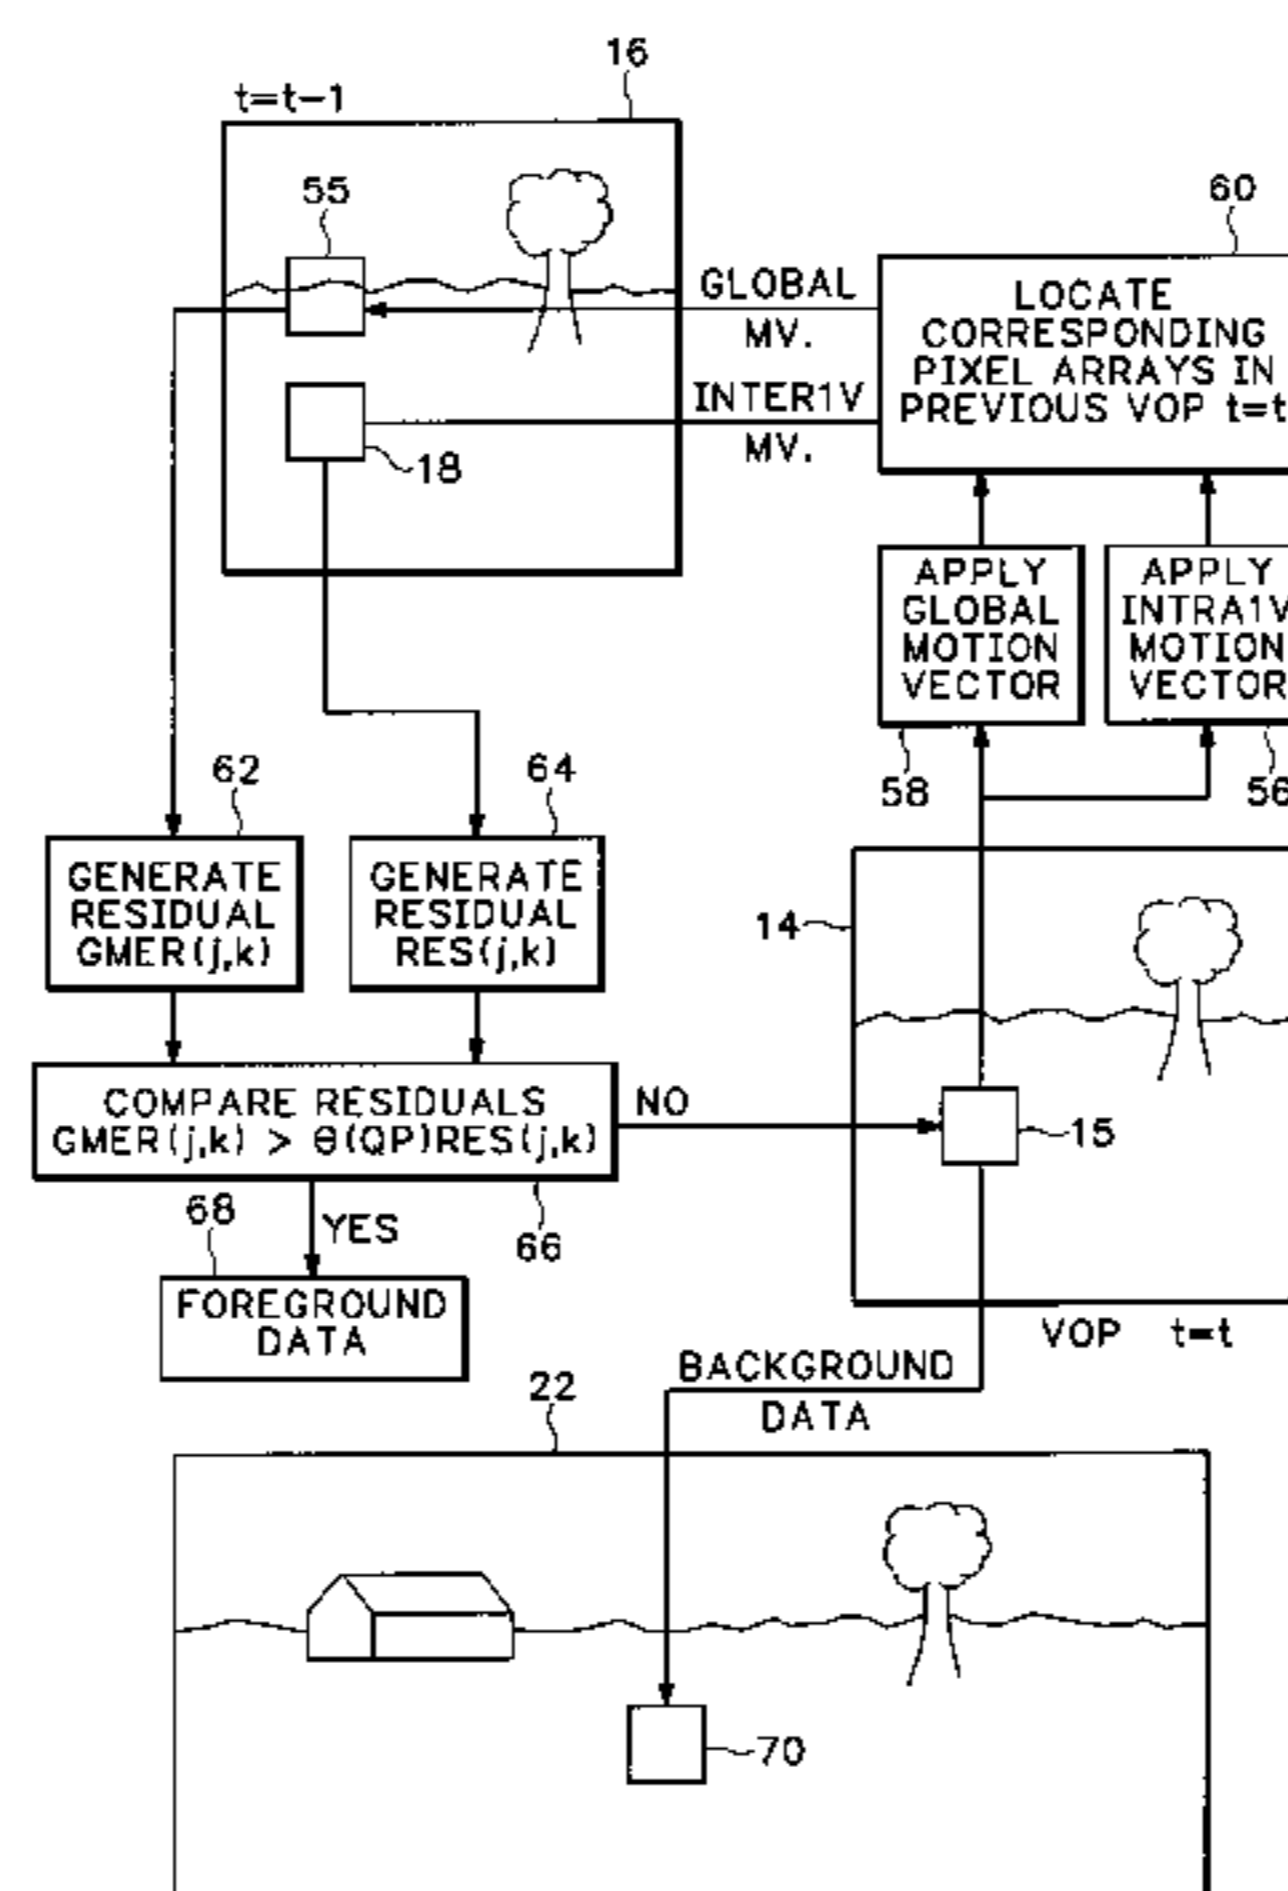 16
t=t-1
55
60
GLOBAL
MV.
INTER1V
MV.
18
LOCATE
CORRESPONDING
PIXEL ARRAYS IN
PREVIOUS VOP t=t
APPLY
GLOBAL
MOTION
VECTOR
APPLY
INTRA1V
MOTION
VECTOR
58
56
62
64
GENERATE
RESIDUAL
GMER(j,k)
GENERATE
RESIDUAL
RES(j,k)
14
COMPARE RESIDUALS
GMER(j,k) > θ(QP)RES(j,k)
NO
15
68
YES
66
FOREGROUND
DATA
VOP t=t
BACKGROUND
DATA
22
70